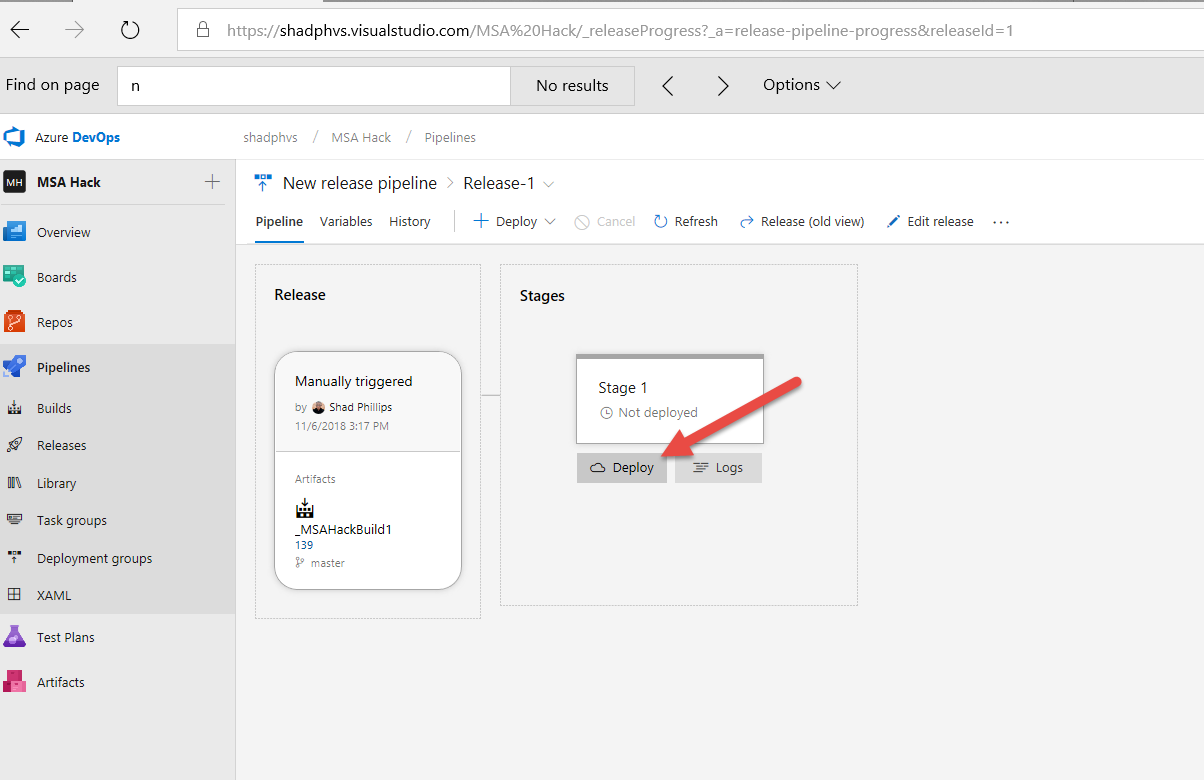 https://shadphvs.visualstudio.com/MSA%20Hack/_releaseProgress?_a=release-pipeline-progress&releaseId=1
Find on page n No results Options
Azure DevOps shadphvs / MSA Hack / Pipelines
MH MSA Hack
New release pipeline > Release-1
Pipeline Variables History Deploy Cancel Refresh Release (old view) Edit release ...
Overview
Boards
Repos
Pipelines
Builds
Releases
Library
Task groups
Deployment groups
XAML
Test Plans
Artifacts
Release
Manually triggered
by Shad Phillips
11/6/2018 3:17 PM
Artifacts
_MSAHackBuild1
139
master
Stages
Stage 1
Not deployed
Deploy Logs